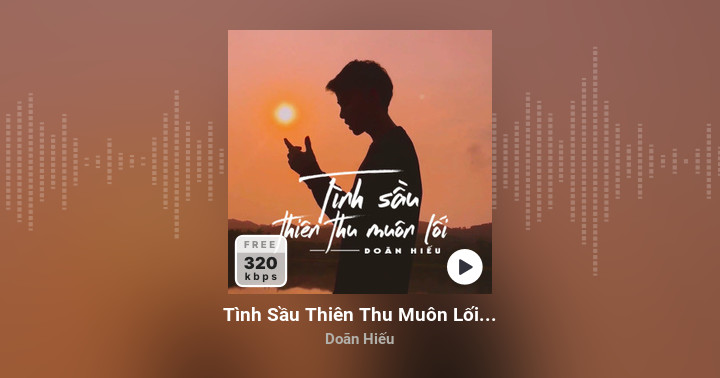 Tình sầu
thiên thu muôn lối
DOÃN HIẾU
FREE
320
kbps
Tình Sầu Thiên Thu Muôn Lối...
Doãn Hiếu